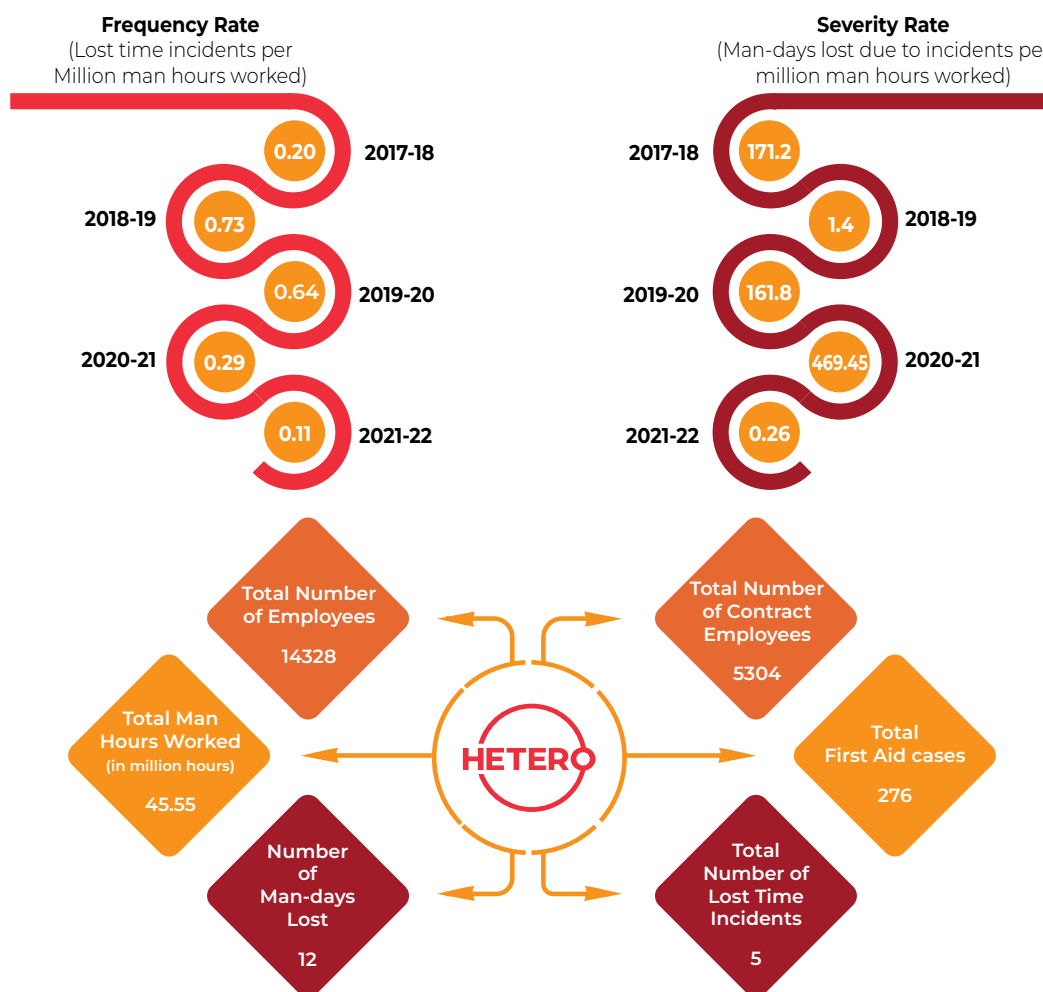 Frequency Rate
(Lost time incidents per
Million man hours worked)
0.20
2017-18
2018-19
0.73
0.64
2019-20
2020-21
0.29
0.11
2021-22
Severity Rate
(Man-days lost due to incidents pe
million man hours worked)
2017-18
171.2
1.4
2018-19
2019-20
161.8
469.45
2020-21
2021-22
0.26
Total Number
of Employees
14328
Total Number
of Contract
Employees
5304
Total Man
Hours Worked
(in million hours)
45.55
HETERO
Total
First Aid cases
276
Number
of
Man-days
Lost
12
Total
Number of
Lost Time
Incidents
5